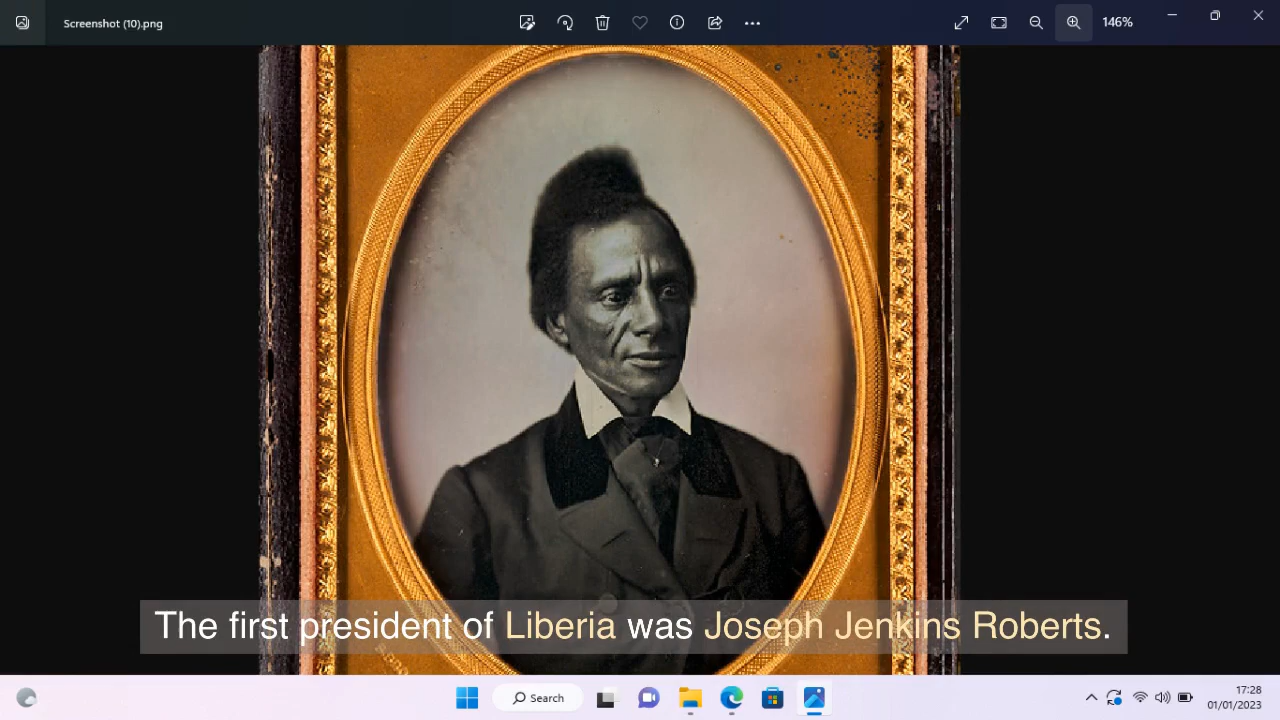 Screenshot (10).png
146%
The first president of Liberia was Joseph Jenkins Roberts.
Search
17:28
01/01/2023